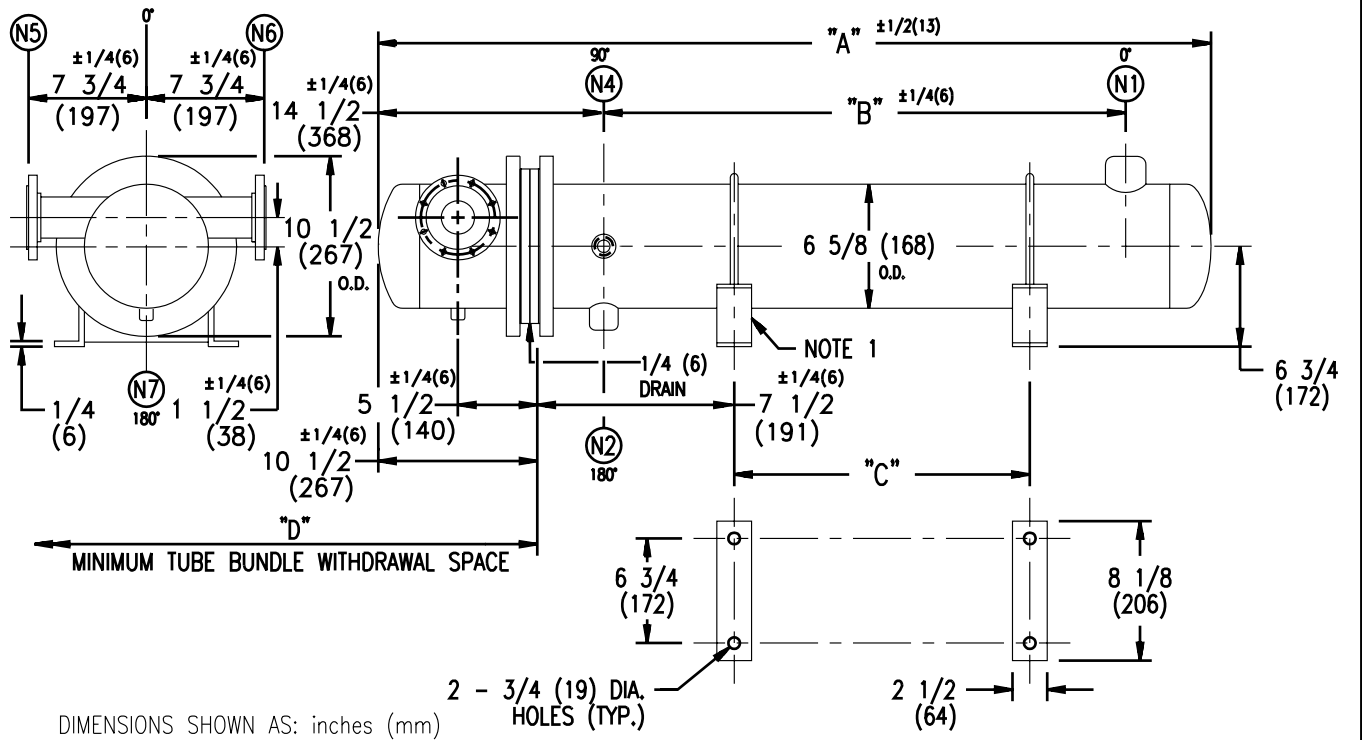 N5
0°
N6
±1/4(6)
7 3/4
(197)
±1/4(6)
7 3/4
(197)
±1/4(6)
14 1/2
(368)
"A" ±1/2(13)
90°
N4
"B" ±1/4(6)
0°
N1
10 1/2
(267)
O.D.
6 5/8 (168)
O.D.
NOTE 1
1/4 (6)
DRAIN
6 3/4
(172)
1/4
(6)
N7
180°
±1/4(6)
1 1/2
(38)
±1/4(6)
5 1/2
(140)
±1/4(6)
7 1/2
(191)
±1/4(6)
10 1/2
(267)
N2
180°
"C"
"D"
MINIMUM TUBE BUNDLE WITHDRAWAL SPACE
6 3/4
(172)
8 1/8
(206)
2 - 3/4 (19) DIA.
HOLES (TYP.)
2 1/2
(64)
DIMENSIONS SHOWN AS: inches (mm)